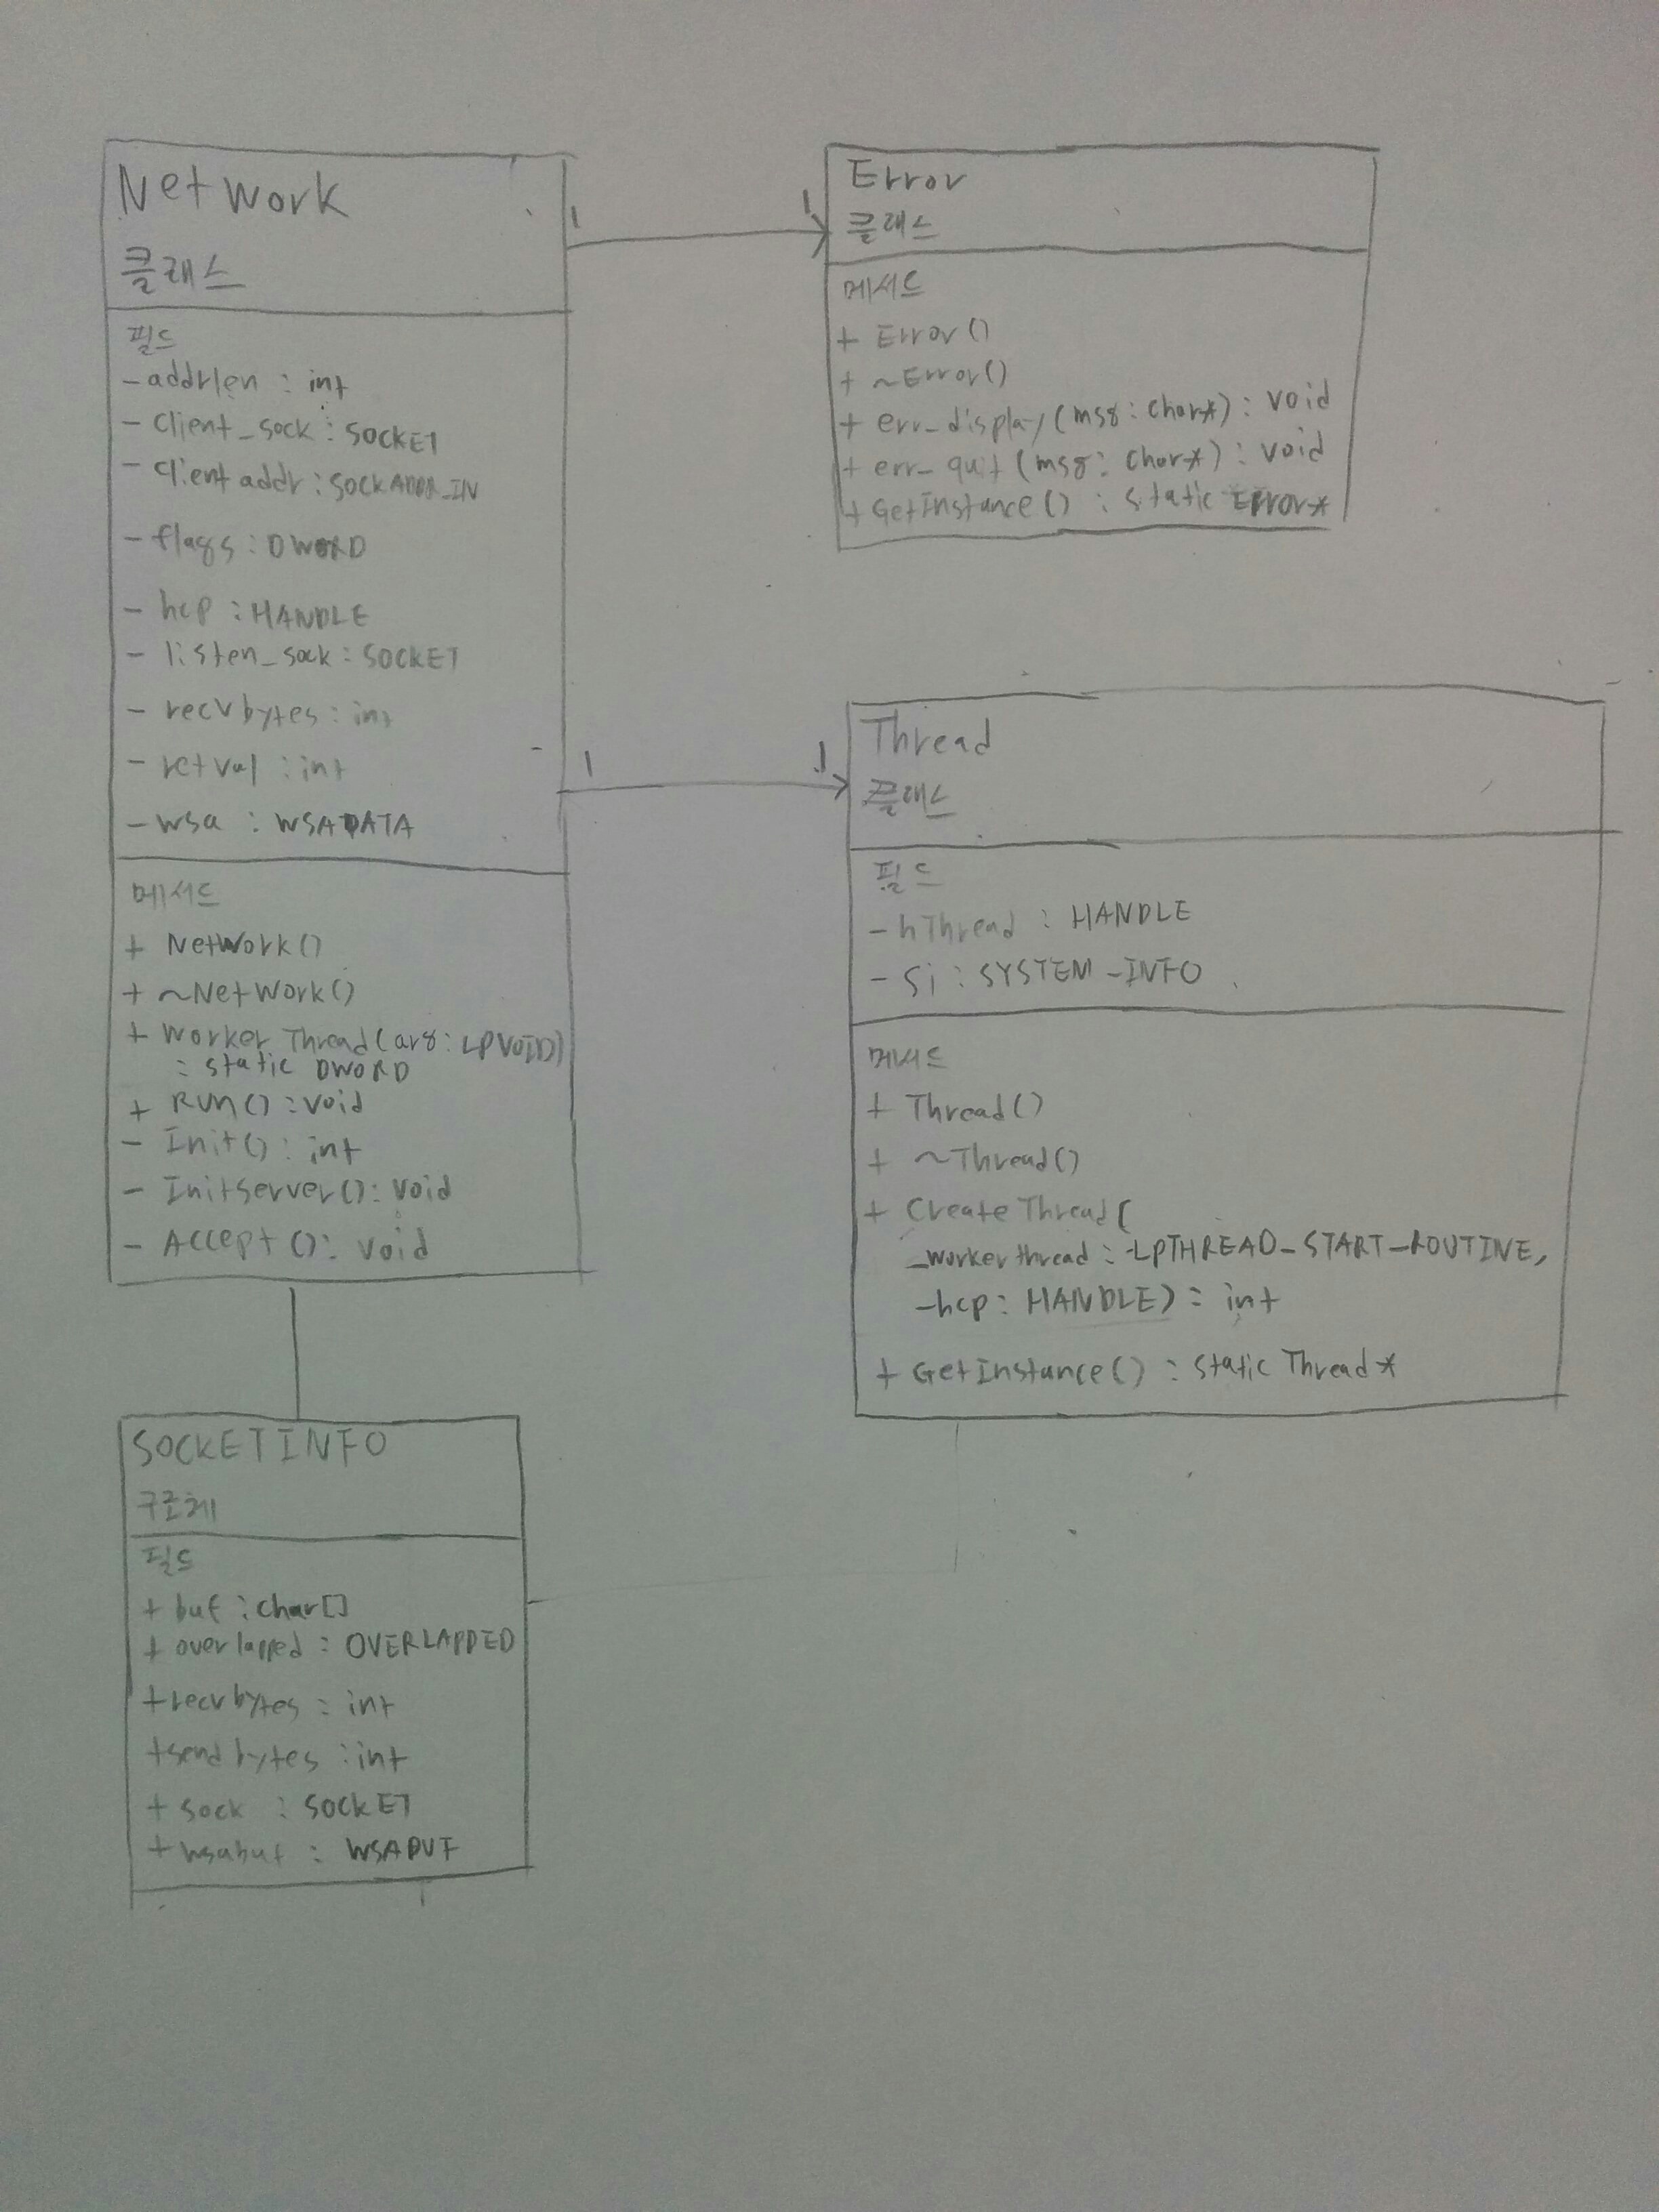 NetWork
클래스
필드
- addrlen : int
- client_sock : SOCKET
- clientaddr : SOCKADDR_IN
- flags : DWORD
- hcp : HANDLE
- listen_sock : SOCKET
- recvbytes : int
- retval : int
- wsa : WSADATA
메서드
+ NetWork()
+ ~NetWork()
+ WorkerThread(arg : LPVOID)
: static DWORD
+ Run() : void
- Init() : int
- InitServer() : void
- Accept() : void
1
1
Error
클래스
메서드
+ Error()
+ ~Error()
+ err_display(msg : char*) : void
+ err_quit(msg : char*) : void
+ GetInstance() : static Error*
1
1
Thread
클래스
필드
- hThread : HANDLE
- si : SYSTEM_INFO
메서드
+ Thread()
+ ~Thread()
+ CreateThread(
_workerthread : LPTHREAD_START_ROUTINE,
_hcp : HANDLE) : int
+ GetInstance() : static Thread*
SOCKETINFO
구조체
필드
+ buf : char[]
+ overlapped : OVERLAPPED
+ recvbytes : int
+ sendbytes : int
+ sock : SOCKET
+ wsabuf : WSABUF